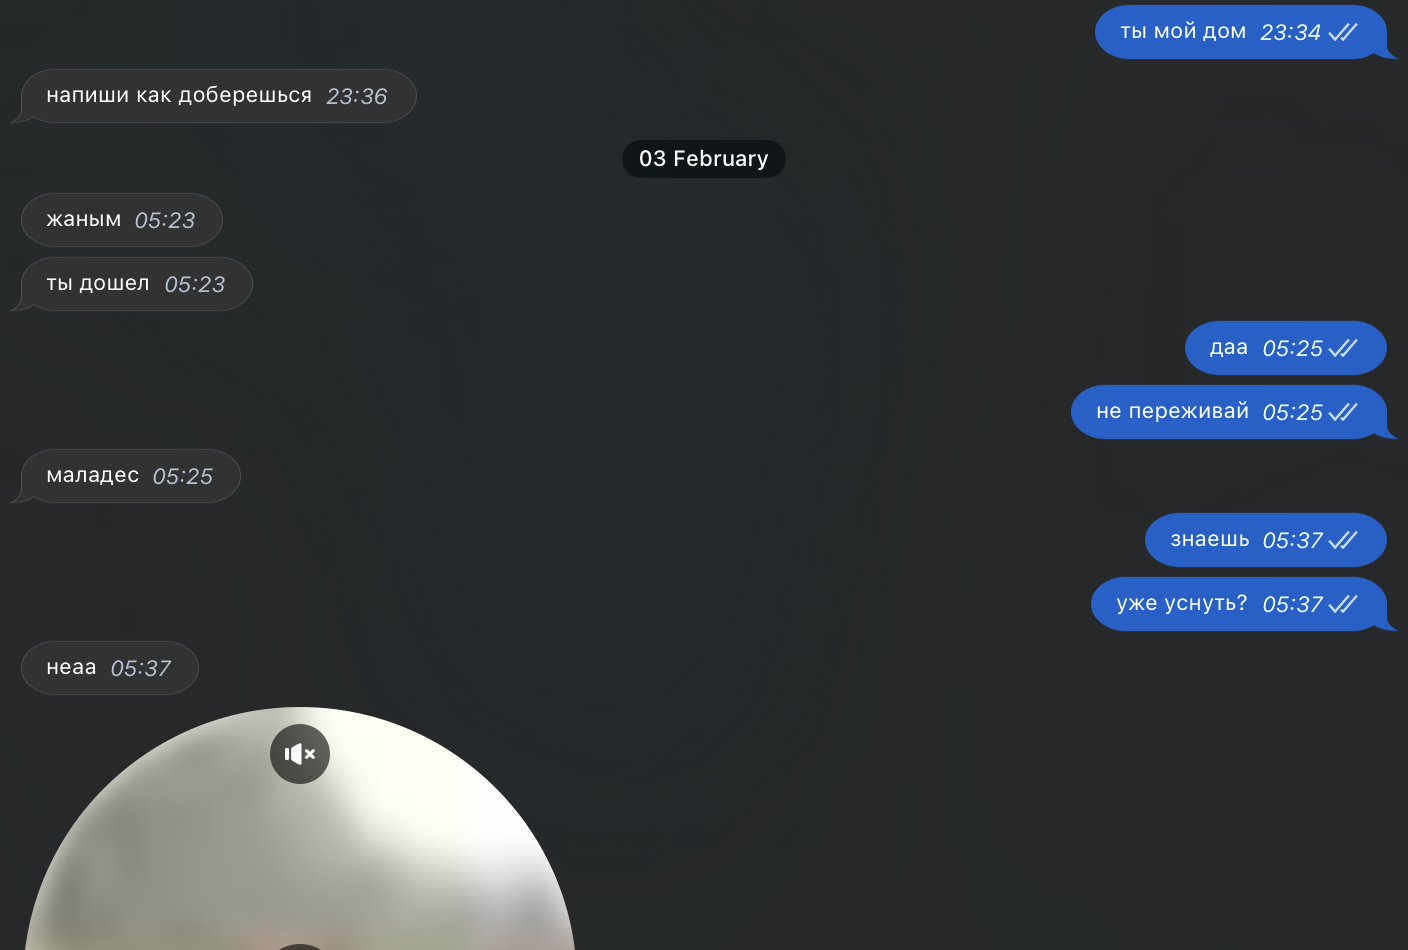 ты мой дом 23:34
напиши как доберешься 23:36
03 February
жаным 05:23
ты дошел 05:23
даа 05:25
не переживай 05:25
маладес 05:25
знаешь 05:37
уже уснуть? 05:37
неаа 05:37